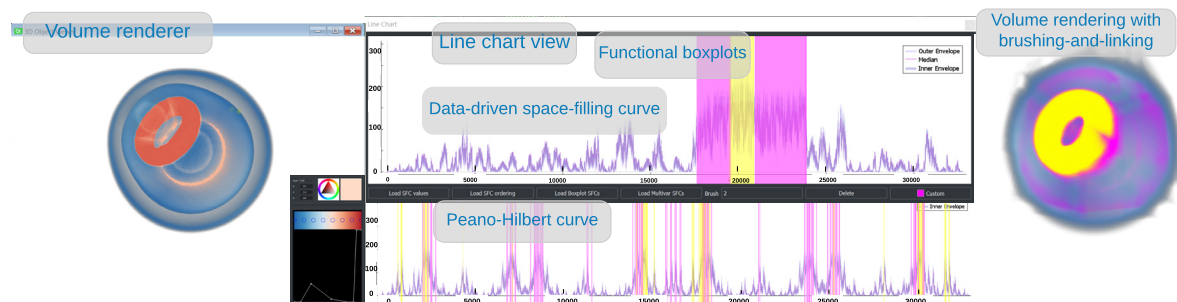 Volume renderer
Line Chart
Line chart view
Functional boxplots
Volume rendering with
brushing-and-linking
Outer Envelope
Median
Inner Envelope
Data-driven space-filling curve
300
200
100
0
0 5000 10000 15000 20000 25000 30000
Load SFC values Load SFC ordering Load Boxplot SFCs Load Multivar SFCs Brush 2 Delete Custom
Peano-Hilbert curve
Inner Envelope
300
200
100
0
0 5000 10000 15000 20000 25000 30000